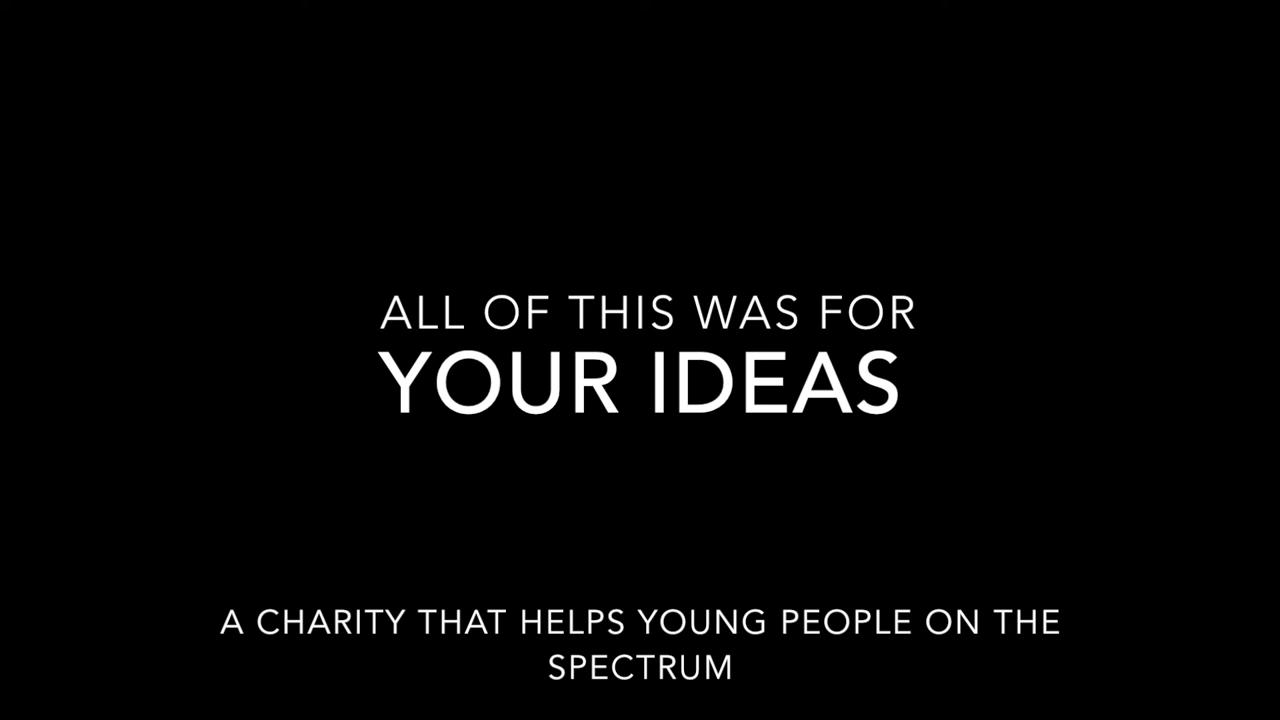 ALL OF THIS WAS FOR
YOUR IDEAS
A CHARITY THAT HELPS YOUNG PEOPLE ON THE
SPECTRUM